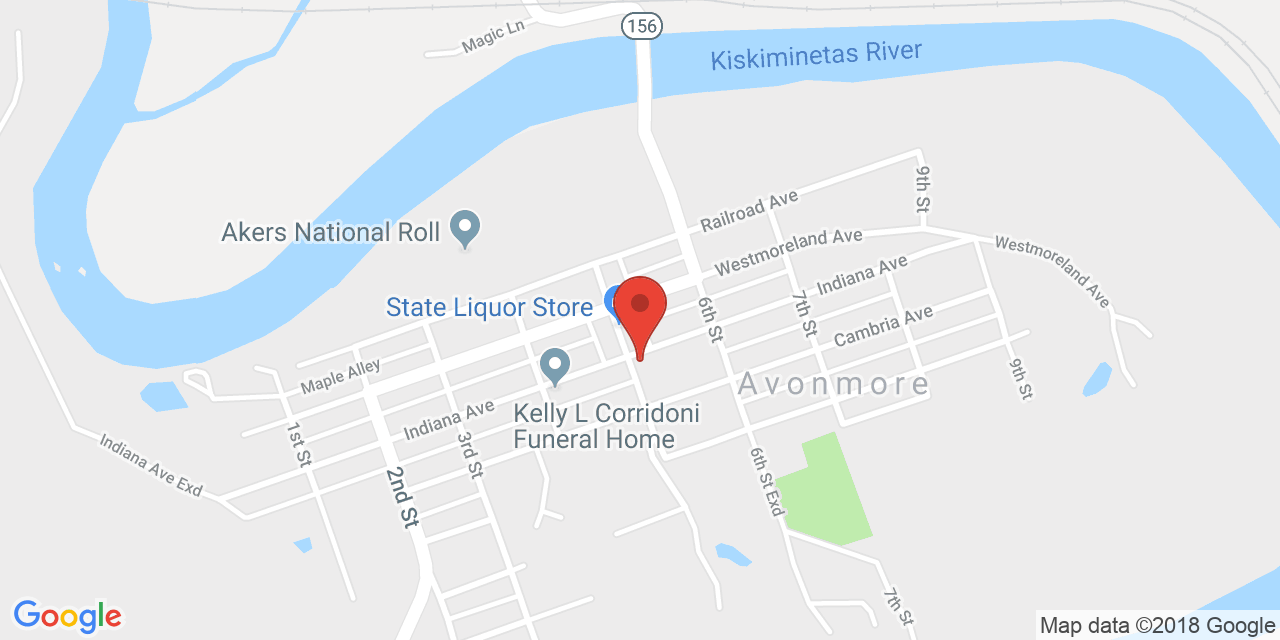 156
Magic Ln
Kiskiminetas River
9th St
Railroad Ave
Akers National Roll
Westmoreland Ave
Westmoreland Ave
Indiana Ave
State Liquor Store
6th St
7th St
Cambria Ave
Maple Alley
9th St
Avonmore
Kelly L Corridoni
Funeral Home
Indiana Ave
1st St
3rd St
Indiana Ave Exd
2nd St
6th St Exd
7th St
Google
Map data ©2018 Google